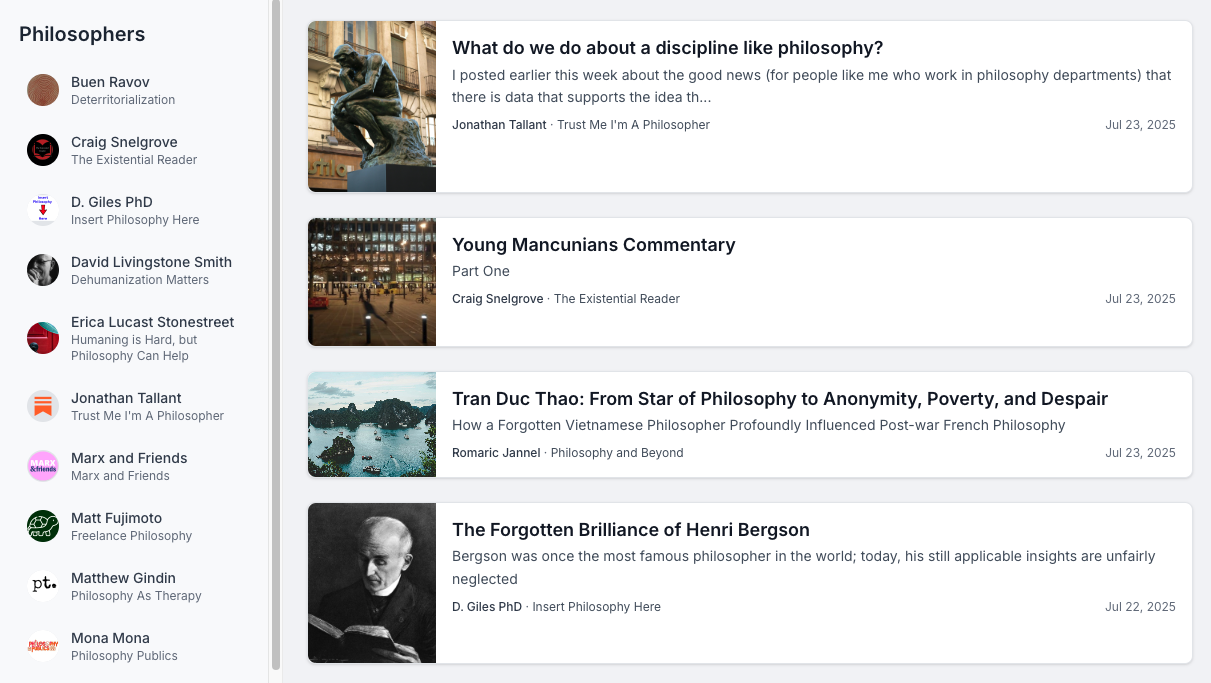 Philosophers
Buen Ravov
Deterritorialization
Craig Snelgrove
The Existential Reader
Insert
Philosophy
Here
D. Giles PhD
Insert Philosophy Here
David Livingstone Smith
Dehumanization Matters
Erica Lucast Stonestreet
Humaning is Hard, but
Philosophy Can Help
Jonathan Tallant
Trust Me I'm A Philosopher
MARX
&friends
Marx and Friends
Marx and Friends
Matt Fujimoto
Freelance Philosophy
pt.
Matthew Gindin
Philosophy As Therapy
Mona Mona
Philosophy Publics
What do we do about a discipline like philosophy?
I posted earlier this week about the good news (for people like me who work in philosophy departments) that
there is data that supports the idea th...
Jonathan Tallant · Trust Me I'm A Philosopher
Jul 23, 2025
Young Mancunians Commentary
Part One
Craig Snelgrove · The Existential Reader
Jul 23, 2025
Tran Duc Thao: From Star of Philosophy to Anonymity, Poverty, and Despair
How a Forgotten Vietnamese Philosopher Profoundly Influenced Post-war French Philosophy
Romaric Jannel · Philosophy and Beyond
Jul 23, 2025
The Forgotten Brilliance of Henri Bergson
Bergson was once the most famous philosopher in the world; today, his still applicable insights are unfairly
neglected
D. Giles PhD · Insert Philosophy Here
Jul 22, 2025